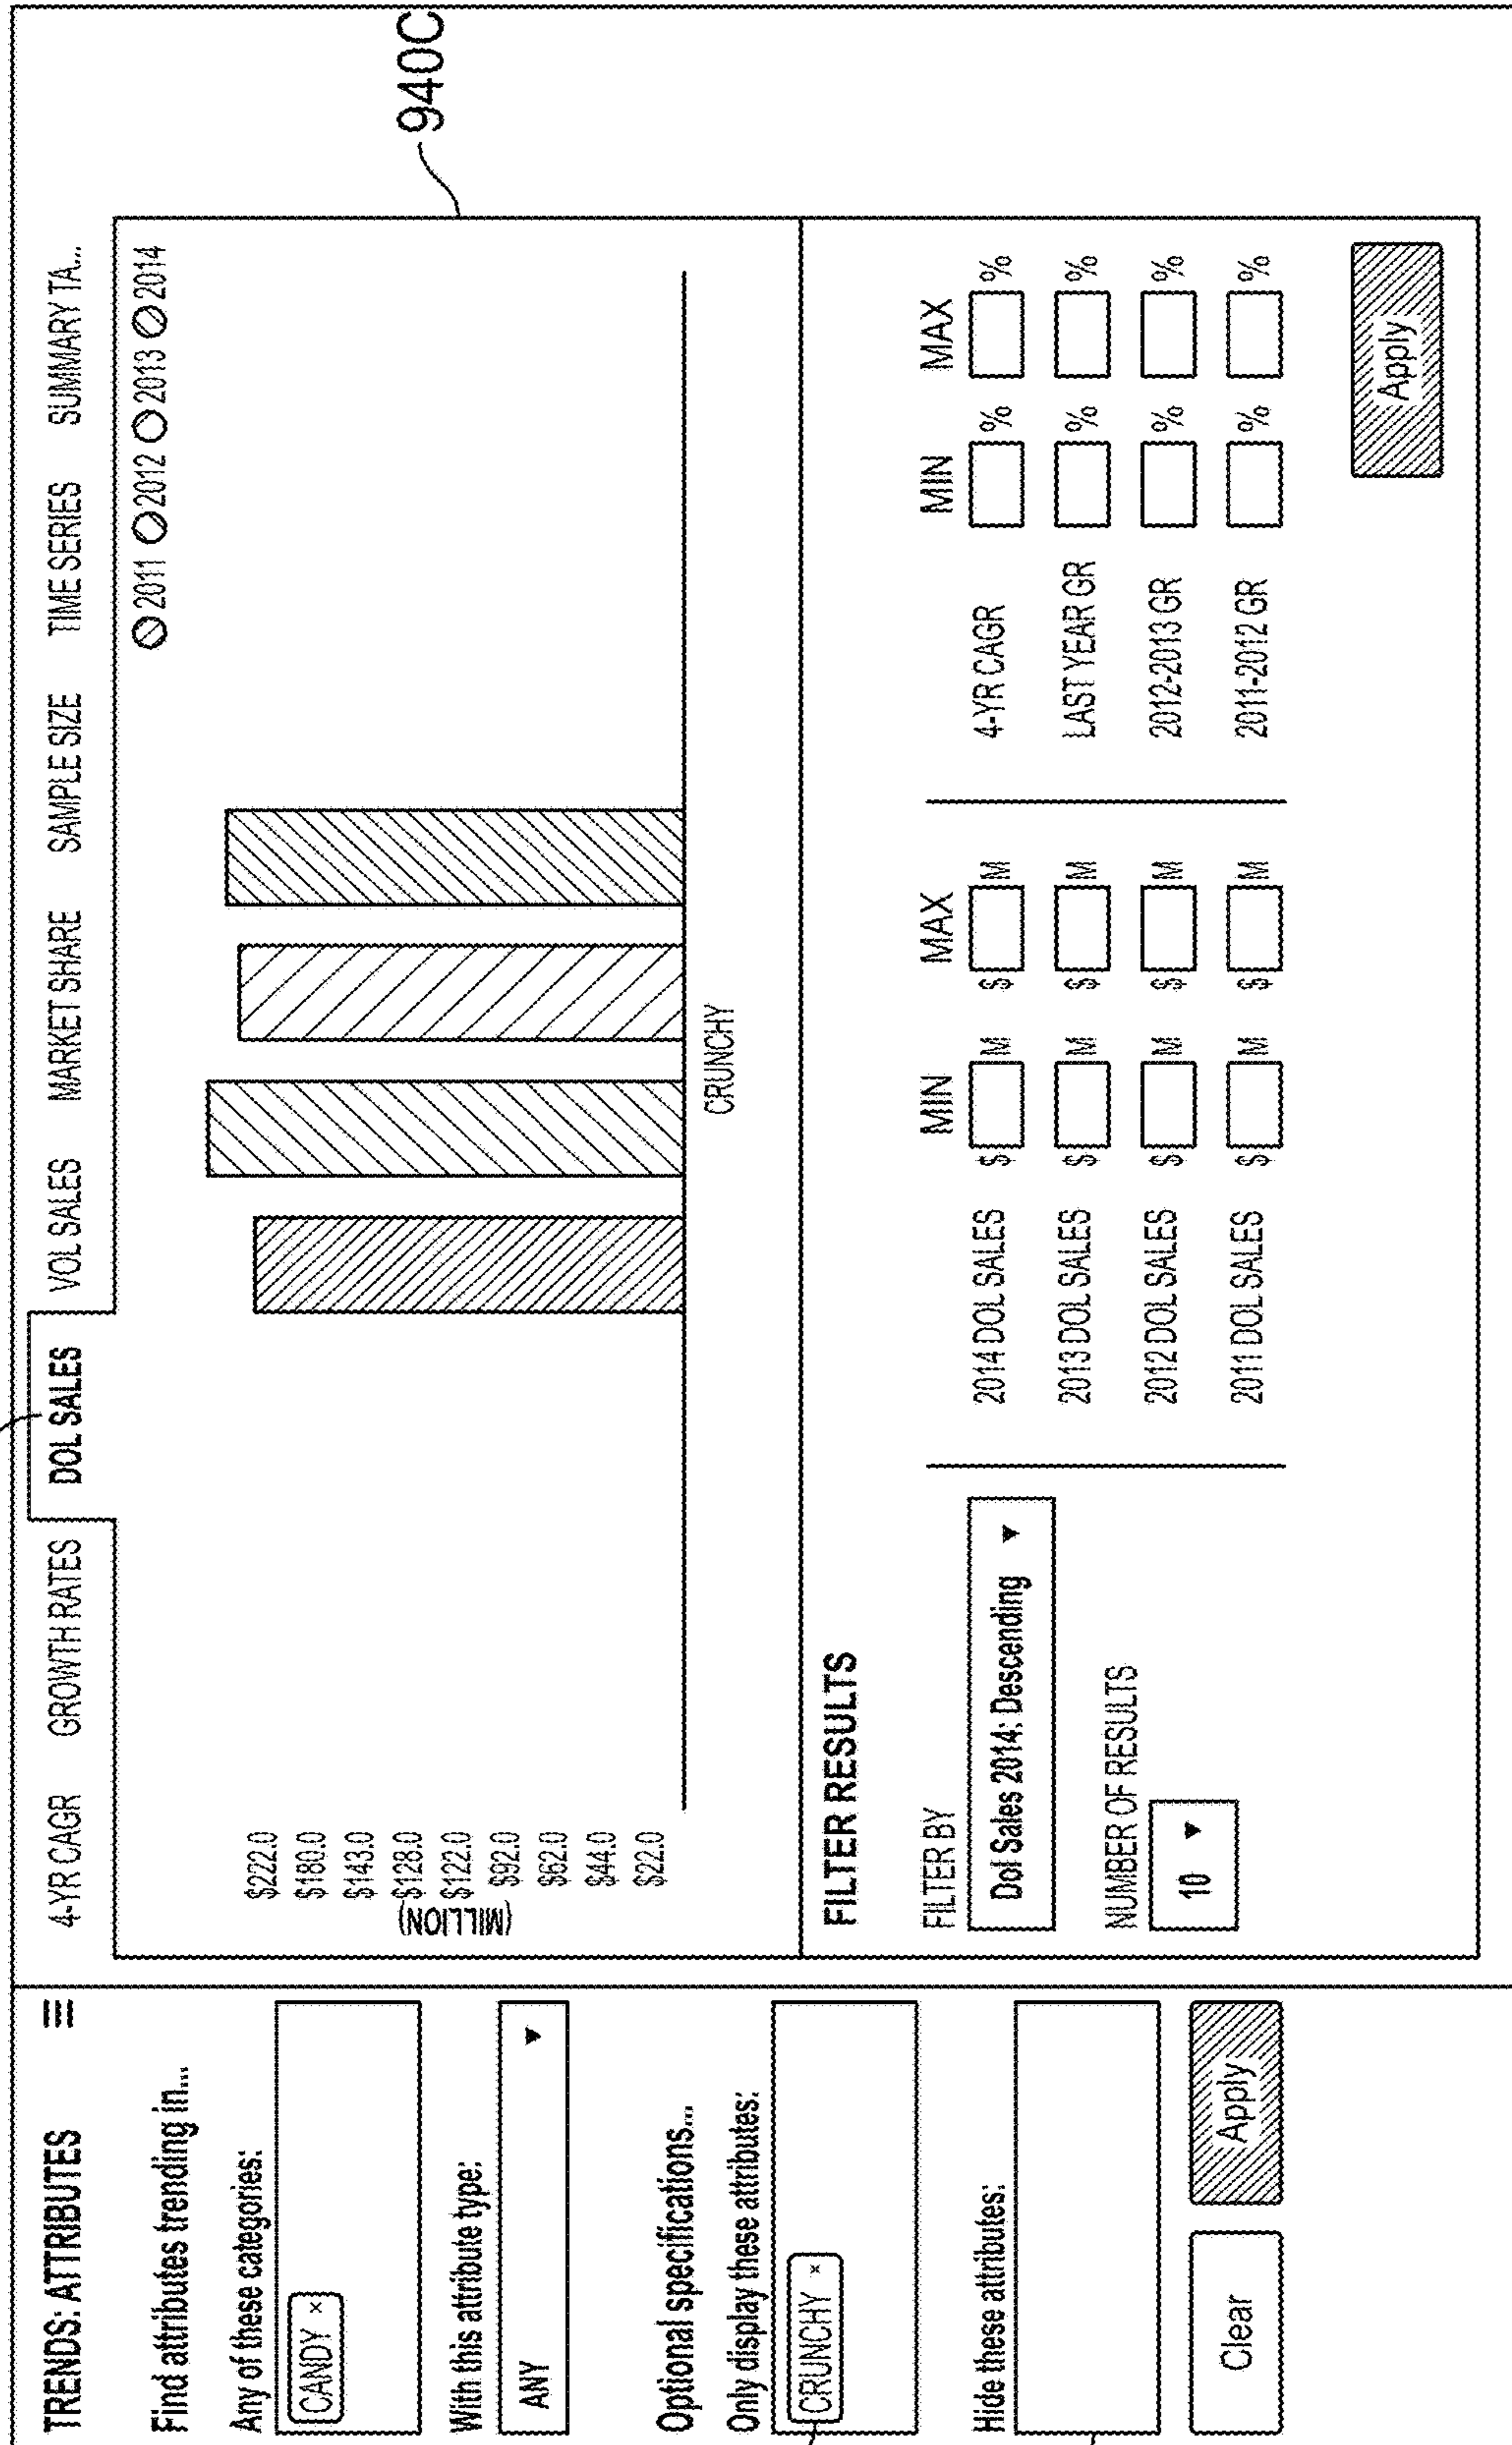 TRENDS: ATTRIBUTES
Find attributes trending in...
Any of these categories:
CANDY ×
With this attribute type:
ANY ▼
Optional specifications...
Only display these attributes:
CRUNCHY ×
Hide these attributes:
Clear Apply
4-YR CAGR GROWTH RATES DOL SALES VOL SALES MARKET SHARE SAMPLE SIZE TIME SERIES SUMMARY TA...
2011 2012 2013 2014
940C
(MILLION)
$222.0
$180.0
$143.0
$128.0
$122.0
$92.0
$62.0
$44.0
$22.0
CRUNCHY
FILTER RESULTS
FILTER BY
Dol Sales 2014: Descending ▼
NUMBER OF RESULTS
10 ▼
MIN MAX
2014 DOL SALES $ M $ M
2013 DOL SALES $ M $ M
2012 DOL SALES $ M $ M
2011 DOL SALES $ M $ M
MIN MAX
4-YR CAGR % %
LAST YEAR GR % %
2012-2013 GR % %
2011-2012 GR % %
Apply